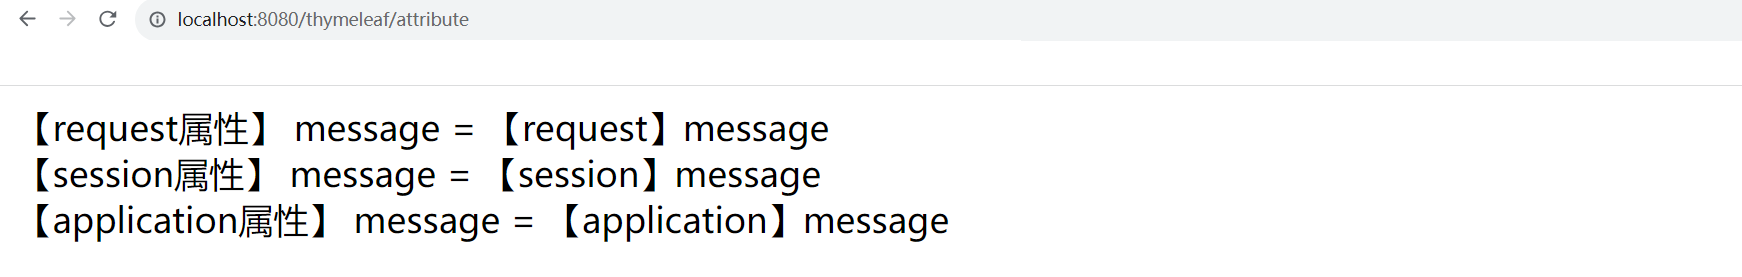 localhost:8080/thymeleaf/attribute
【request属性】 message = 【request】message
【session属性】 message = 【session】message
【application属性】 message = 【application】message